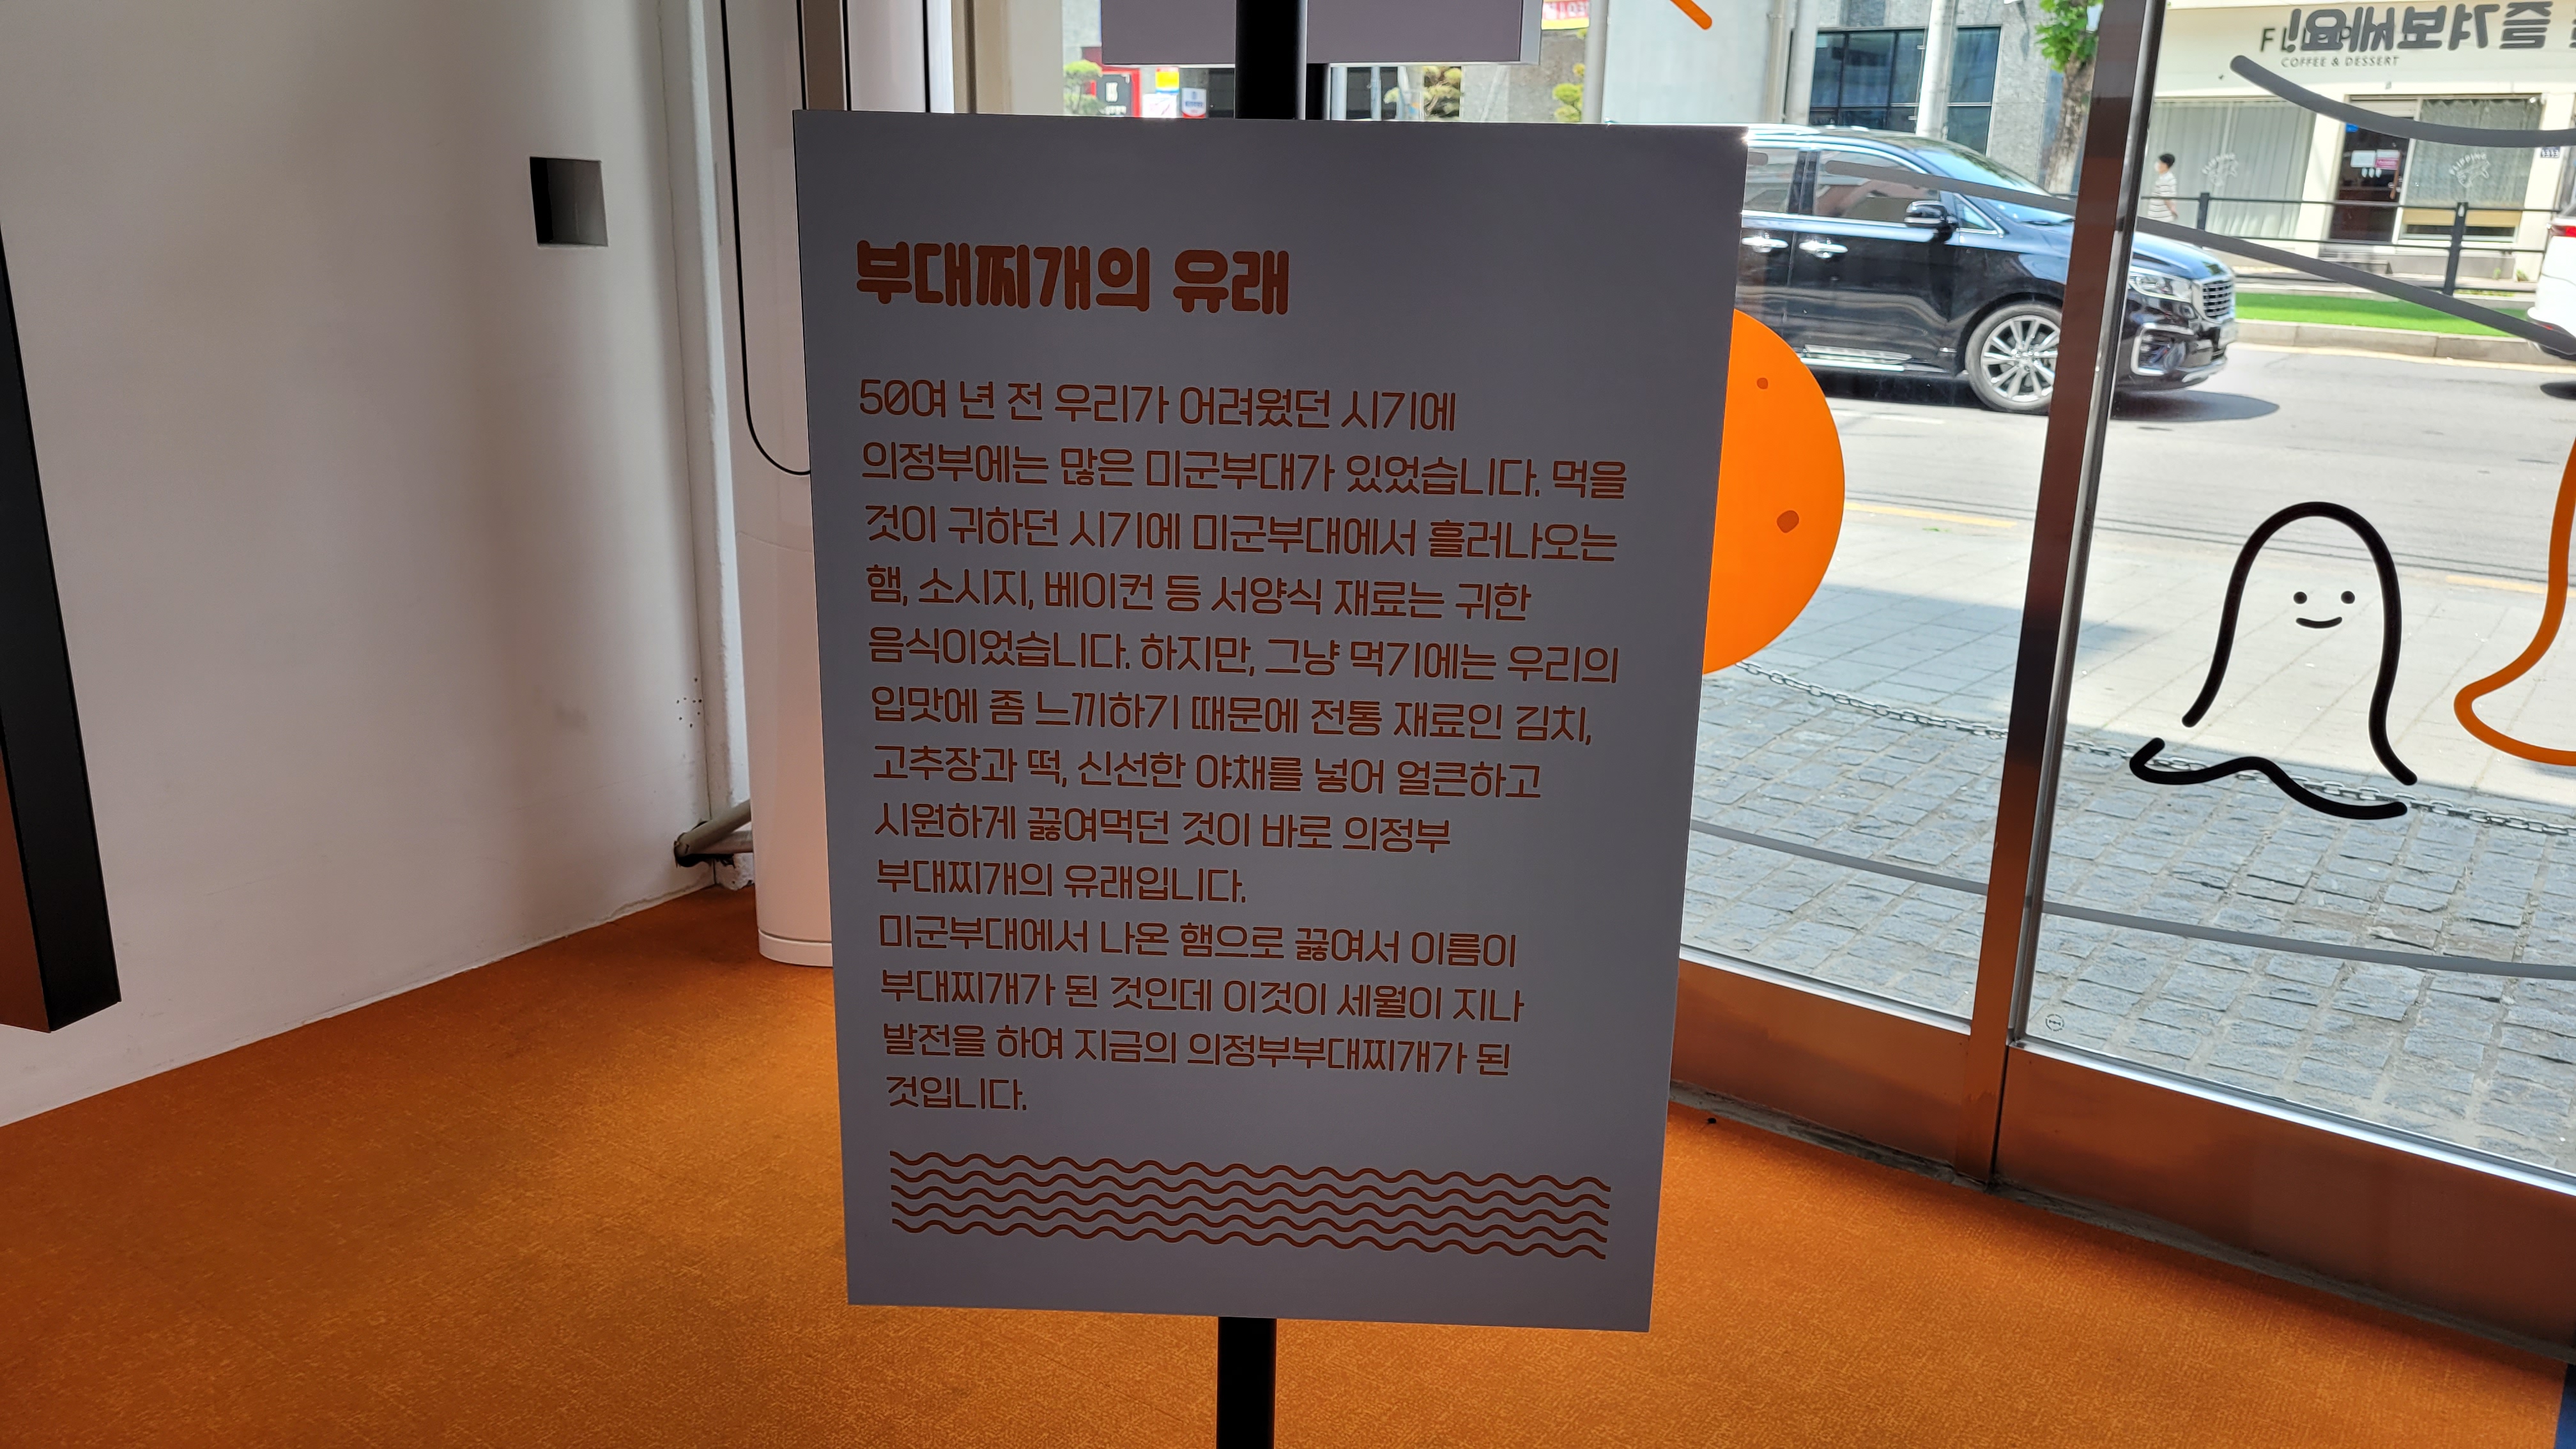 부대찌개의 유래
50여 년 전 우리가 어려웠던 시기에
의정부에는 많은 미군부대가 있었습니다. 먹을
것이 귀하던 시기에 미군부대에서 흘러나오는
햄, 소시지, 베이컨 등 서양식 재료는 귀한
음식이었습니다. 하지만, 그냥 먹기에는 우리의
입맛에 좀 느끼하기 때문에 전통 재료인 김치,
고추장과 떡, 신선한 야채를 넣어 얼큰하고
시원하게 끓여먹던 것이 바로 의정부
부대찌개의 유래입니다.
미군부대에서 나온 햄으로 끓여서 이름이
부대찌개가 된 것인데 이것이 세월이 지나
발전을 하여 지금의 의정부부대찌개가 된
것입니다.
즐겨보세요!
COFFEE & DESSERT